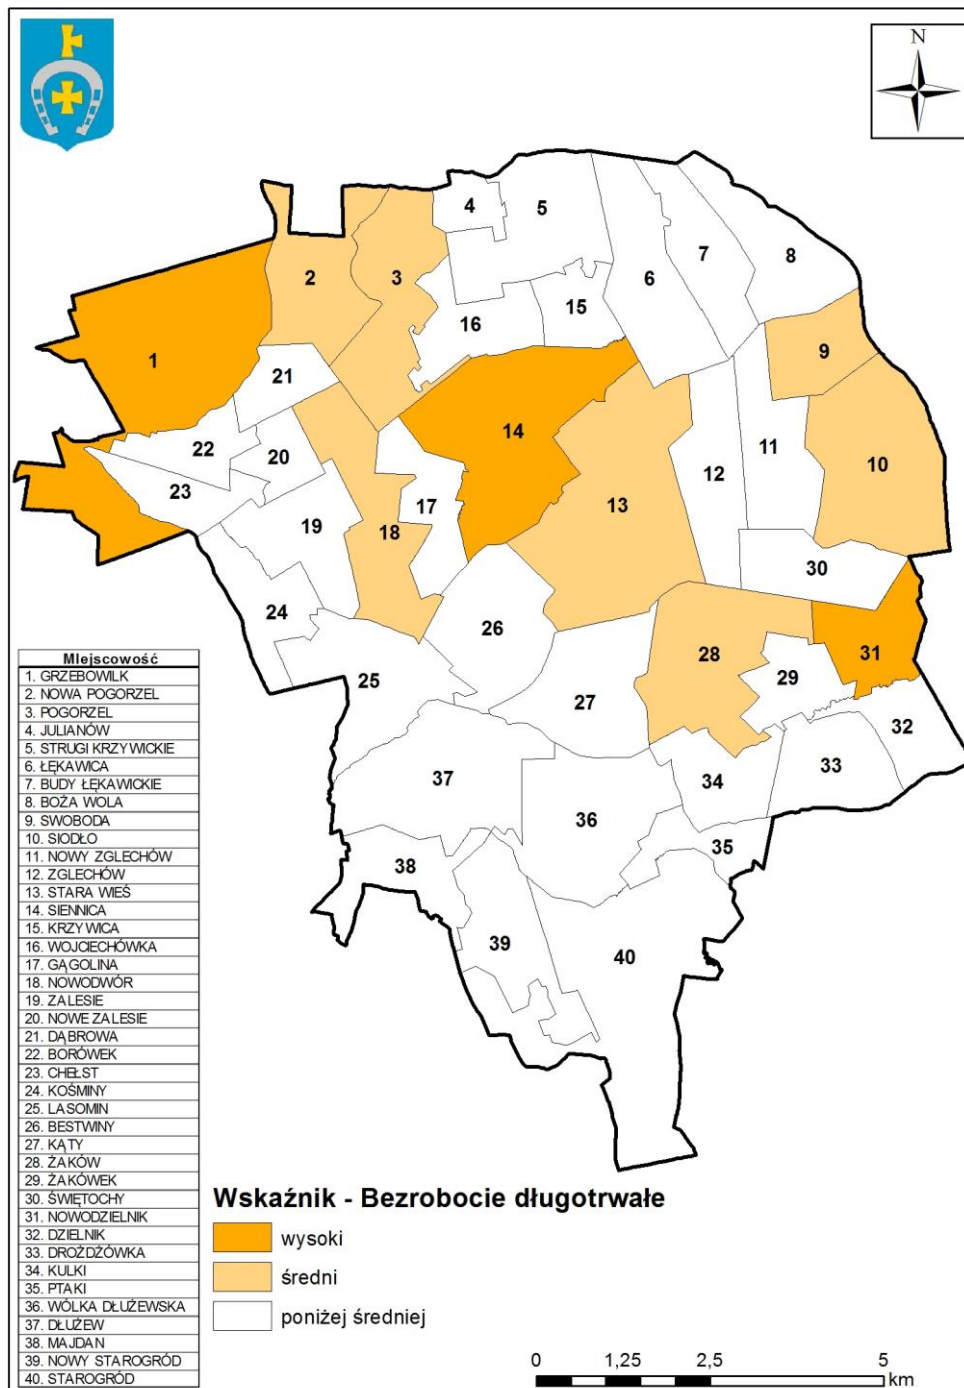 N
4
5
7
8
2
3
6
15
16
9
1
21
14
10
22
20
11
12
23
17
13
19
18
30
24
26
28
31
25
29
27
32
37
33
34
36
35
38
39
40
Miejscowość
1. GRZEBOWILK
2. NOWA POGORZEL
3. POGORZEL
4. JULIANÓW
5. STRUGI KRZYWICKIE
6. ŁĘKAWICA
7. BUDY ŁĘKAWICKIE
8. BOŻA WOLA
9. SWOBODA
10. SIODŁO
11. NOWY ZGLECHÓW
12. ZGLECHÓW
13. STARA WIEŚ
14. SIENNICA
15. KRZYWICA
16. WOJCIECHÓWKA
17. GĄGOLINA
18. NOWODWÓR
19. ZALESIE
20. NOWE ZALESIE
21. DĄBROWA
22. BORÓWEK
23. CHEŁST
24. KOŚMINY
25. LASOMIN
26. BESTWINY
27. KĄTY
28. ŻAKÓW
29. ŻAKÓWEK
30. ŚWIĘTOCHY
31. NOWODZIELNIK
32. DZIELNIK
33. DROŻDŻÓWKA
34. KULKI
35. PTAKI
36. WÓLKA DŁUŻEWSKA
37. DŁUŻEW
38. MAJDAN
39. NOWY STAROGRÓD
40. STAROGRÓD
Wskaźnik - Bezrobocie długotrwałe
wysoki
średni
poniżej średniej
0 1,25 2,5 5
km